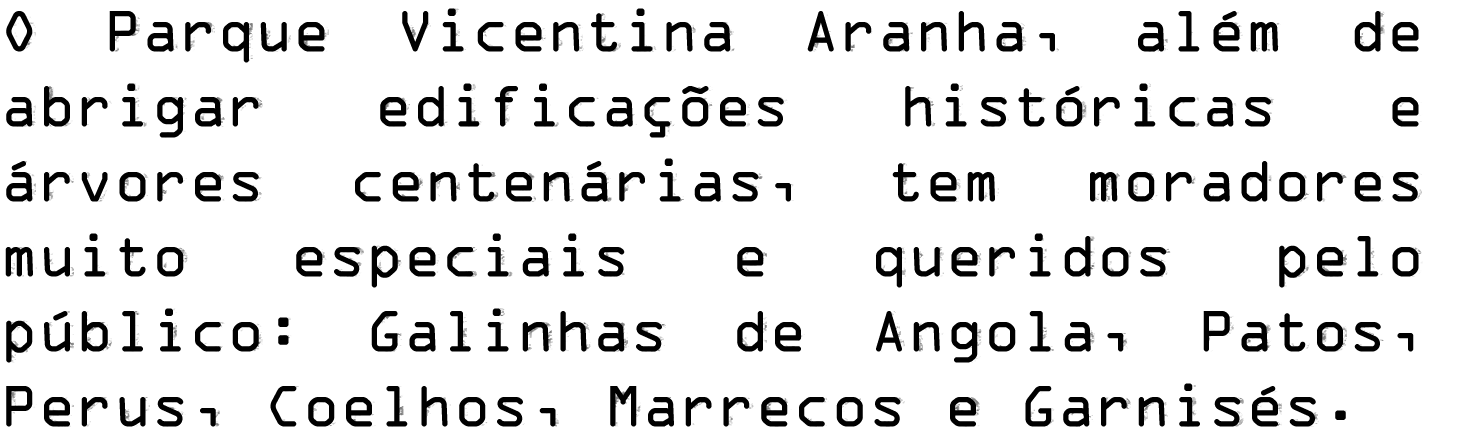 O Parque Vicentina Aranha, além de
abrigar edificações históricas e
árvores centenárias, tem moradores
muito especiais e queridos pelo
público: Galinhas de Angola, Patos,
Perus, Coelhos, Marrecos e Garnisés.